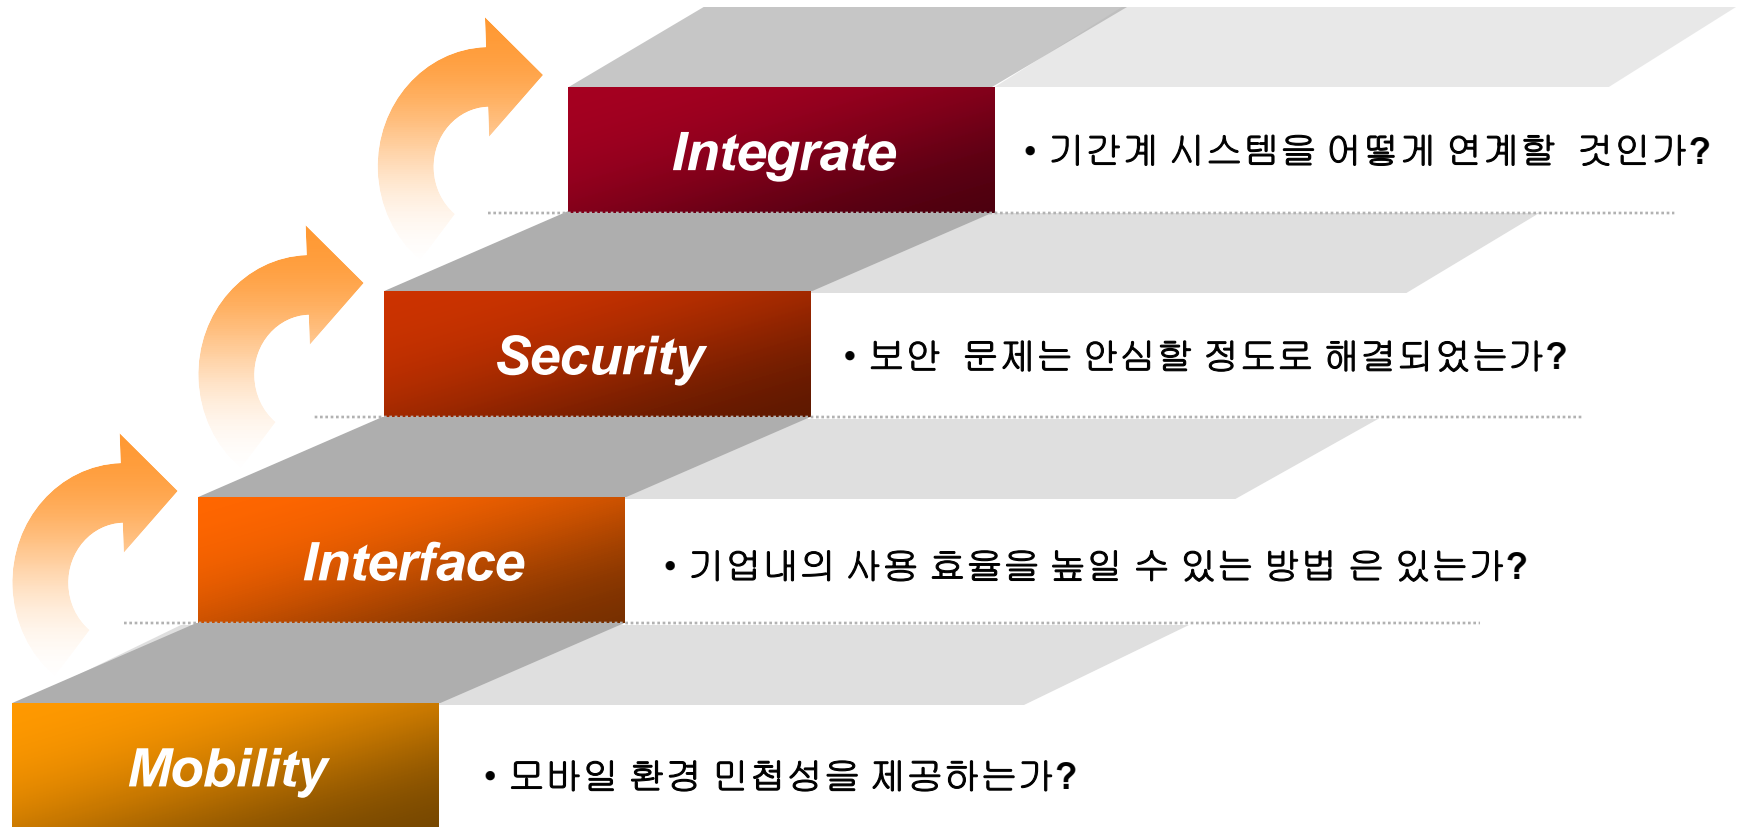 Integrate
• 기간계 시스템을 어떻게 연계할 것인가?
Security
• 보안 문제는 안심할 정도로 해결되었는가?
Interface
• 기업내의 사용 효율을 높일 수 있는 방법 은 있는가?
Mobility
• 모바일 환경 민첩성을 제공하는가?